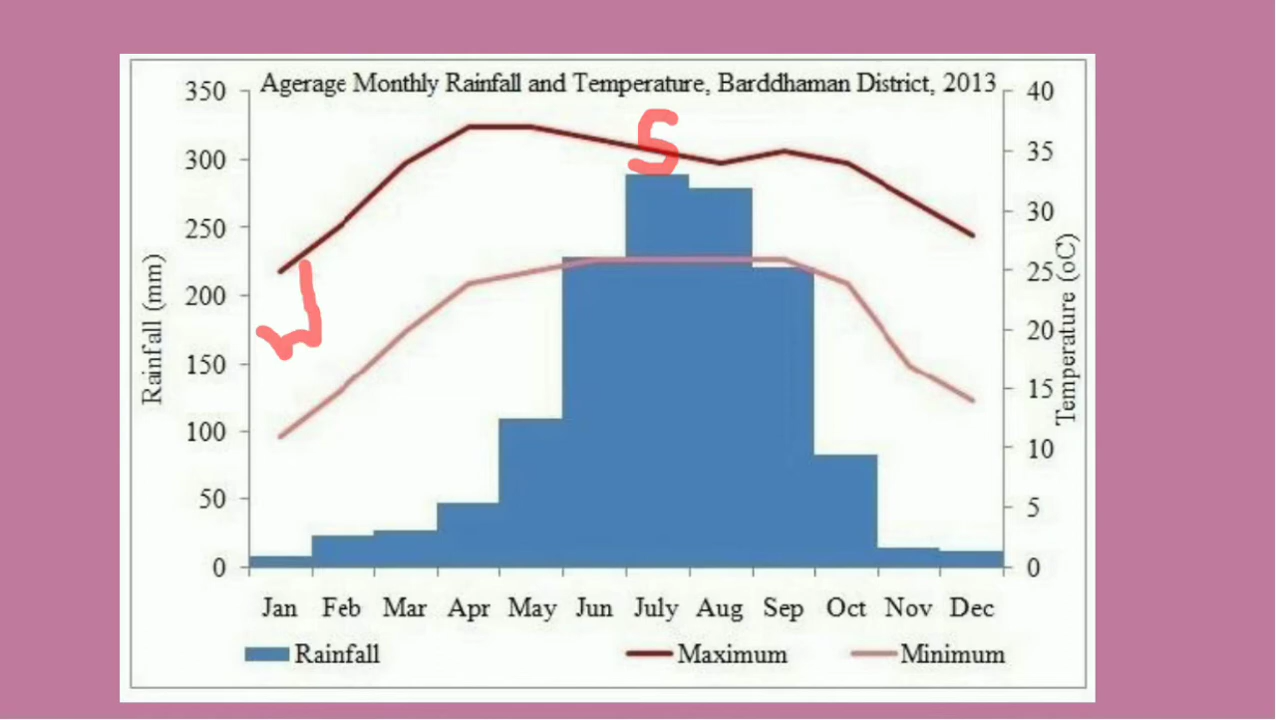 Agerage Monthly Rainfall and Temperature, Barddhaman District, 2013
350
300
250
200
150
100
50
0
Rainfall (mm)
40
35
30
25
20
15
10
5
0
Temperature (oC)
S
Jan Feb Mar Apr May Jun July Aug Sep Oct Nov Dec
Rainfall Maximum Minimum